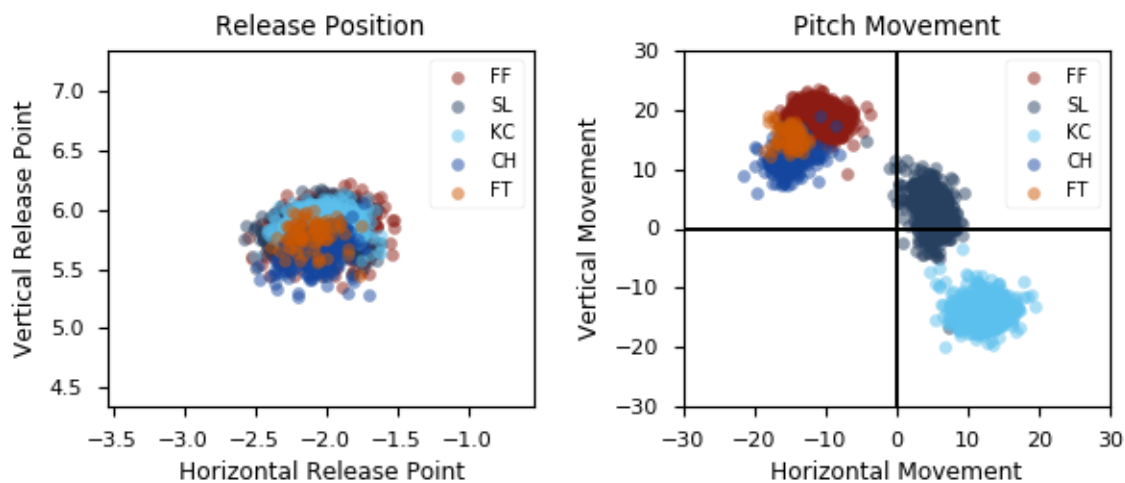 Release Position
Vertical Release Point
7.0
6.5
6.0
5.5
5.0
4.5
FF
SL
KC
CH
FT
−3.5 −3.0 −2.5 −2.0 −1.5 −1.0
Horizontal Release Point
Pitch Movement
Vertical Movement
30
20
10
0
−10
−20
−30
FF
SL
KC
CH
FT
−30 −20 −10 0 10 20 30
Horizontal Movement